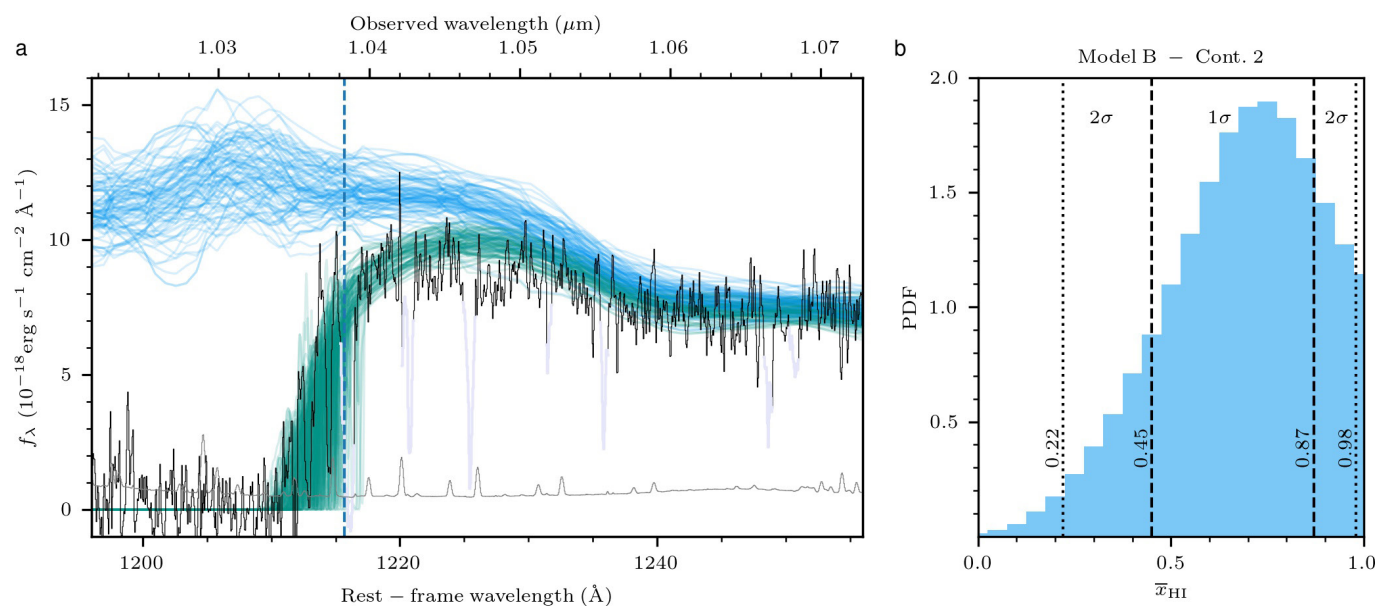 a
Observed wavelength (μm)
1.03 1.04 1.05 1.06 1.07
15
10
5
0
f_λ (10⁻¹⁸ erg s⁻¹ cm⁻² Å⁻¹)
1200 1220 1240
Rest – frame wavelength (Å)
b
Model B – Cont. 2
2.0
1.5
1.0
0.5
PDF
2σ 1σ 2σ
0.22 0.45 0.87 0.98
0.0 0.5 1.0
x̅_HI